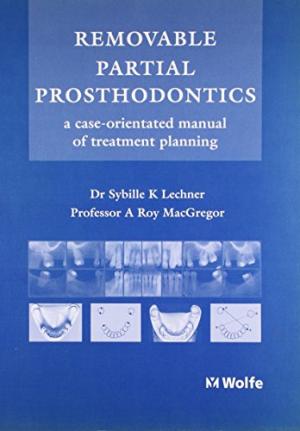 REMOVABLE
PARTIAL
PROSTHODONTICS
a case-orientated manual
of treatment planning
Dr Sybille K Lechner
Professor A Roy MacGregor
M Wolfe